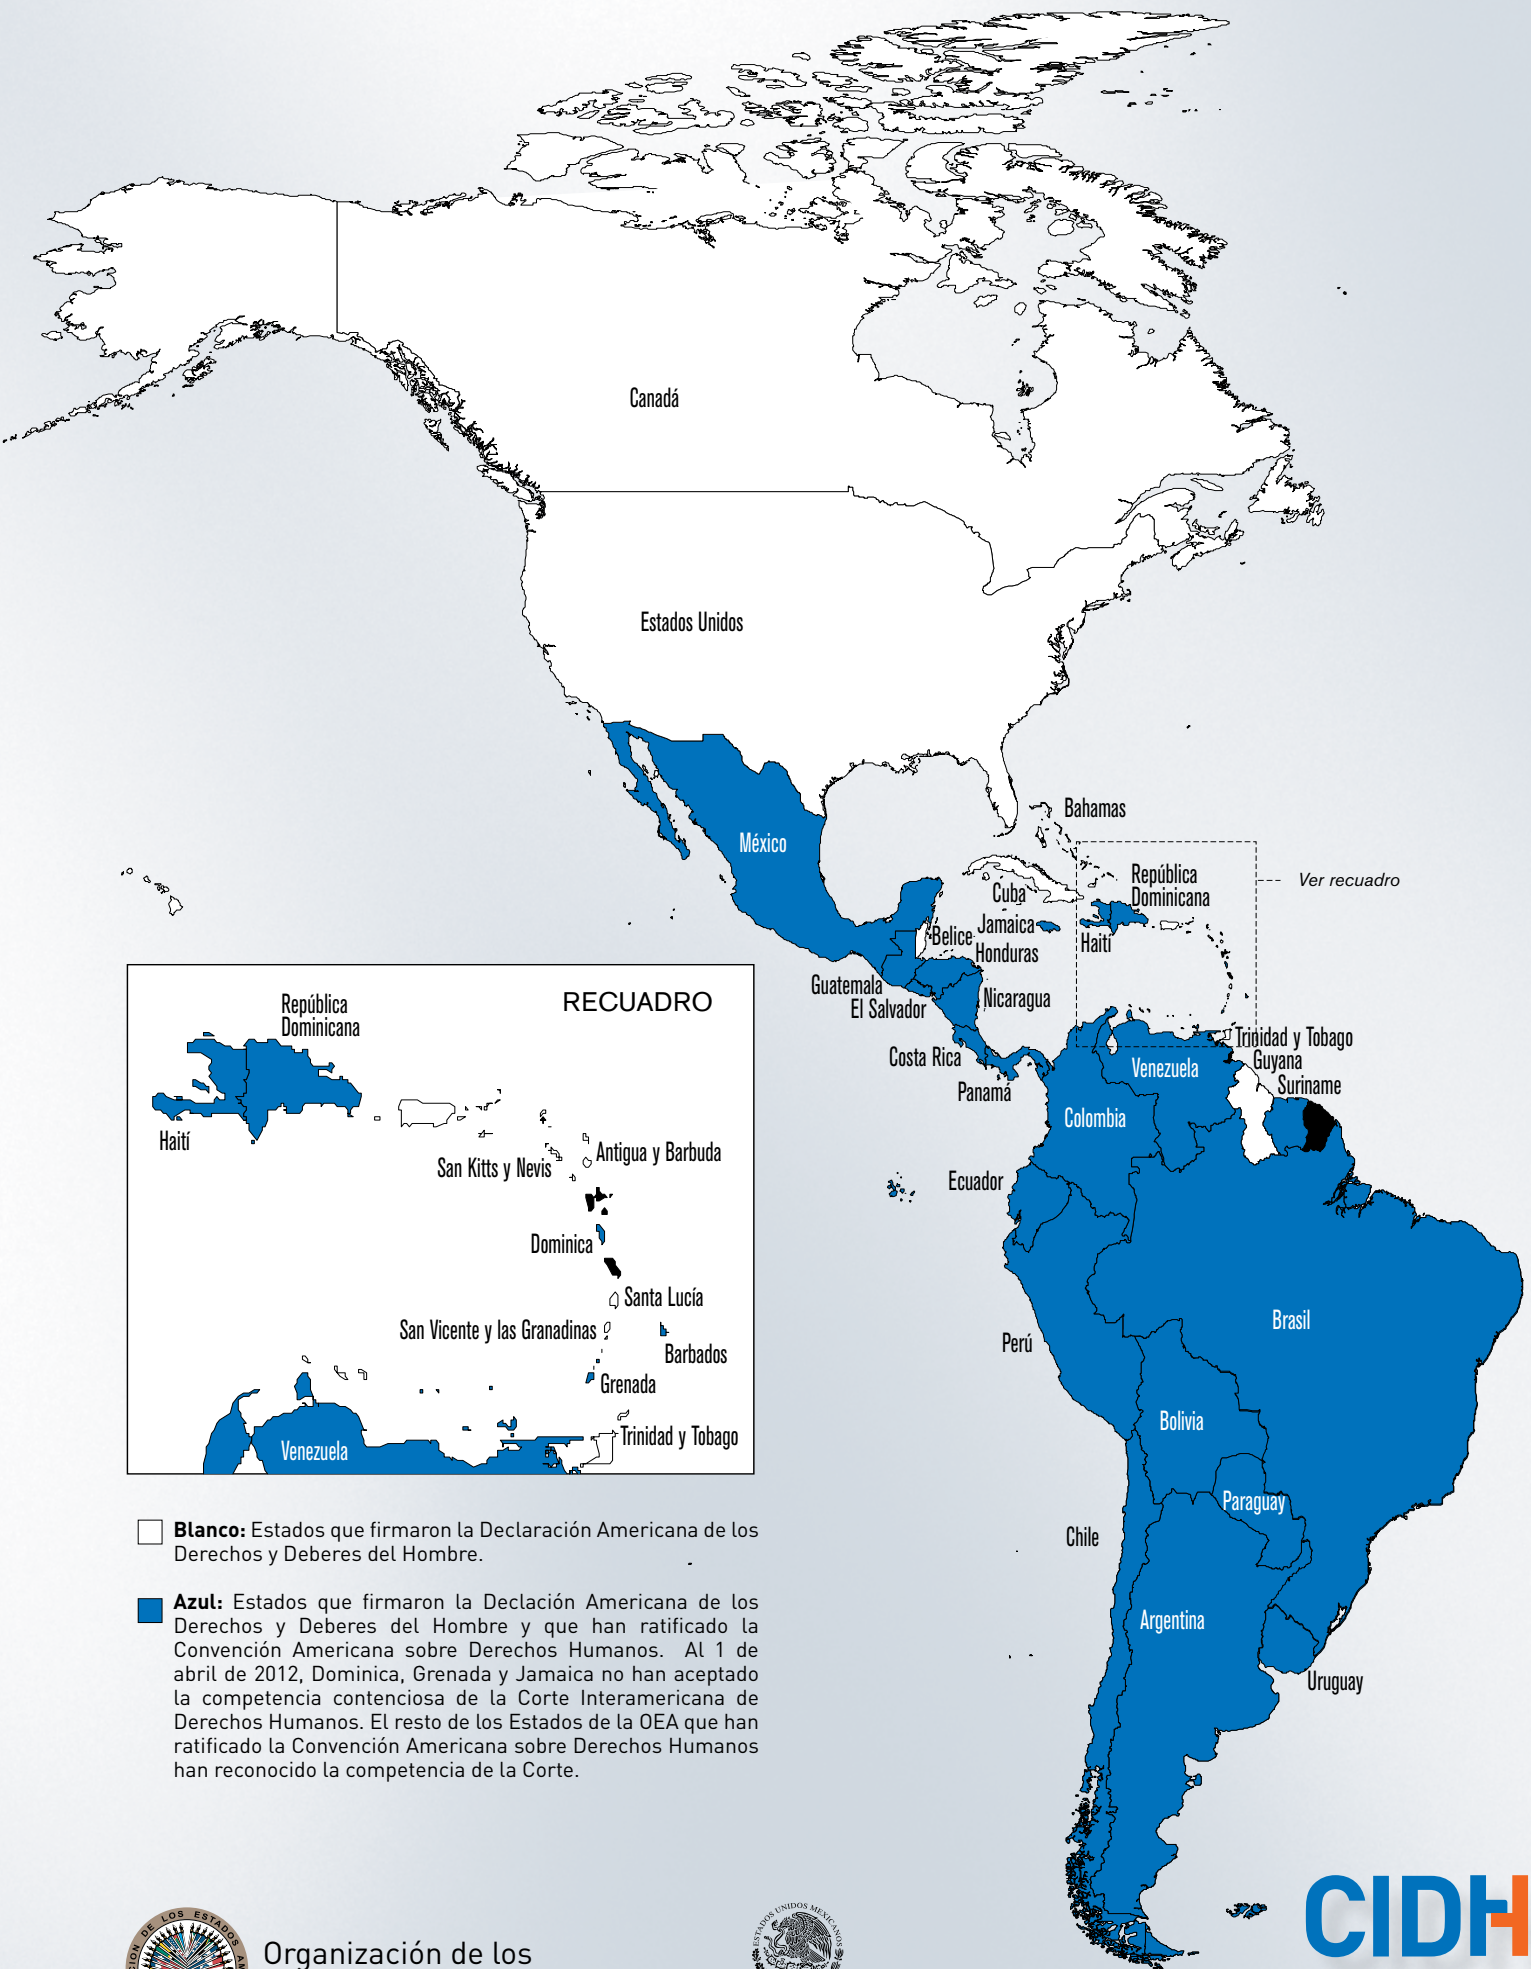 Canadá
Estados Unidos
México
Bahamas
República
Dominicana
Ver recuadro
Cuba
Jamaica
Haití
Belice
Honduras
Guatemala
El Salvador
Nicaragua
Costa Rica
Panamá
Trinidad y Tobago
Guyana
Suriname
Venezuela
Colombia
Ecuador
Perú
Brasil
Bolivia
Paraguay
Chile
Argentina
Uruguay
RECUADRO
República
Dominicana
Haití
San Kitts y Nevis
Antigua y Barbuda
Dominica
Santa Lucía
San Vicente y las Granadinas
Barbados
Grenada
Trinidad y Tobago
Venezuela
Blanco: Estados que firmaron la Declaración Americana de los
Derechos y Deberes del Hombre.
Azul: Estados que firmaron la Declación Americana de los
Derechos y Deberes del Hombre y que han ratificado la
Convención Americana sobre Derechos Humanos. Al 1 de
abril de 2012, Dominica, Grenada y Jamaica no han aceptado
la competencia contenciosa de la Corte Interamericana de
Derechos Humanos. El resto de los Estados de la OEA que han
ratificado la Convención Americana sobre Derechos Humanos
han reconocido la competencia de la Corte.
DE LOS ESTADOS
Organización de los
ESTADOS UNIDOS MEXICANOS
CIDH